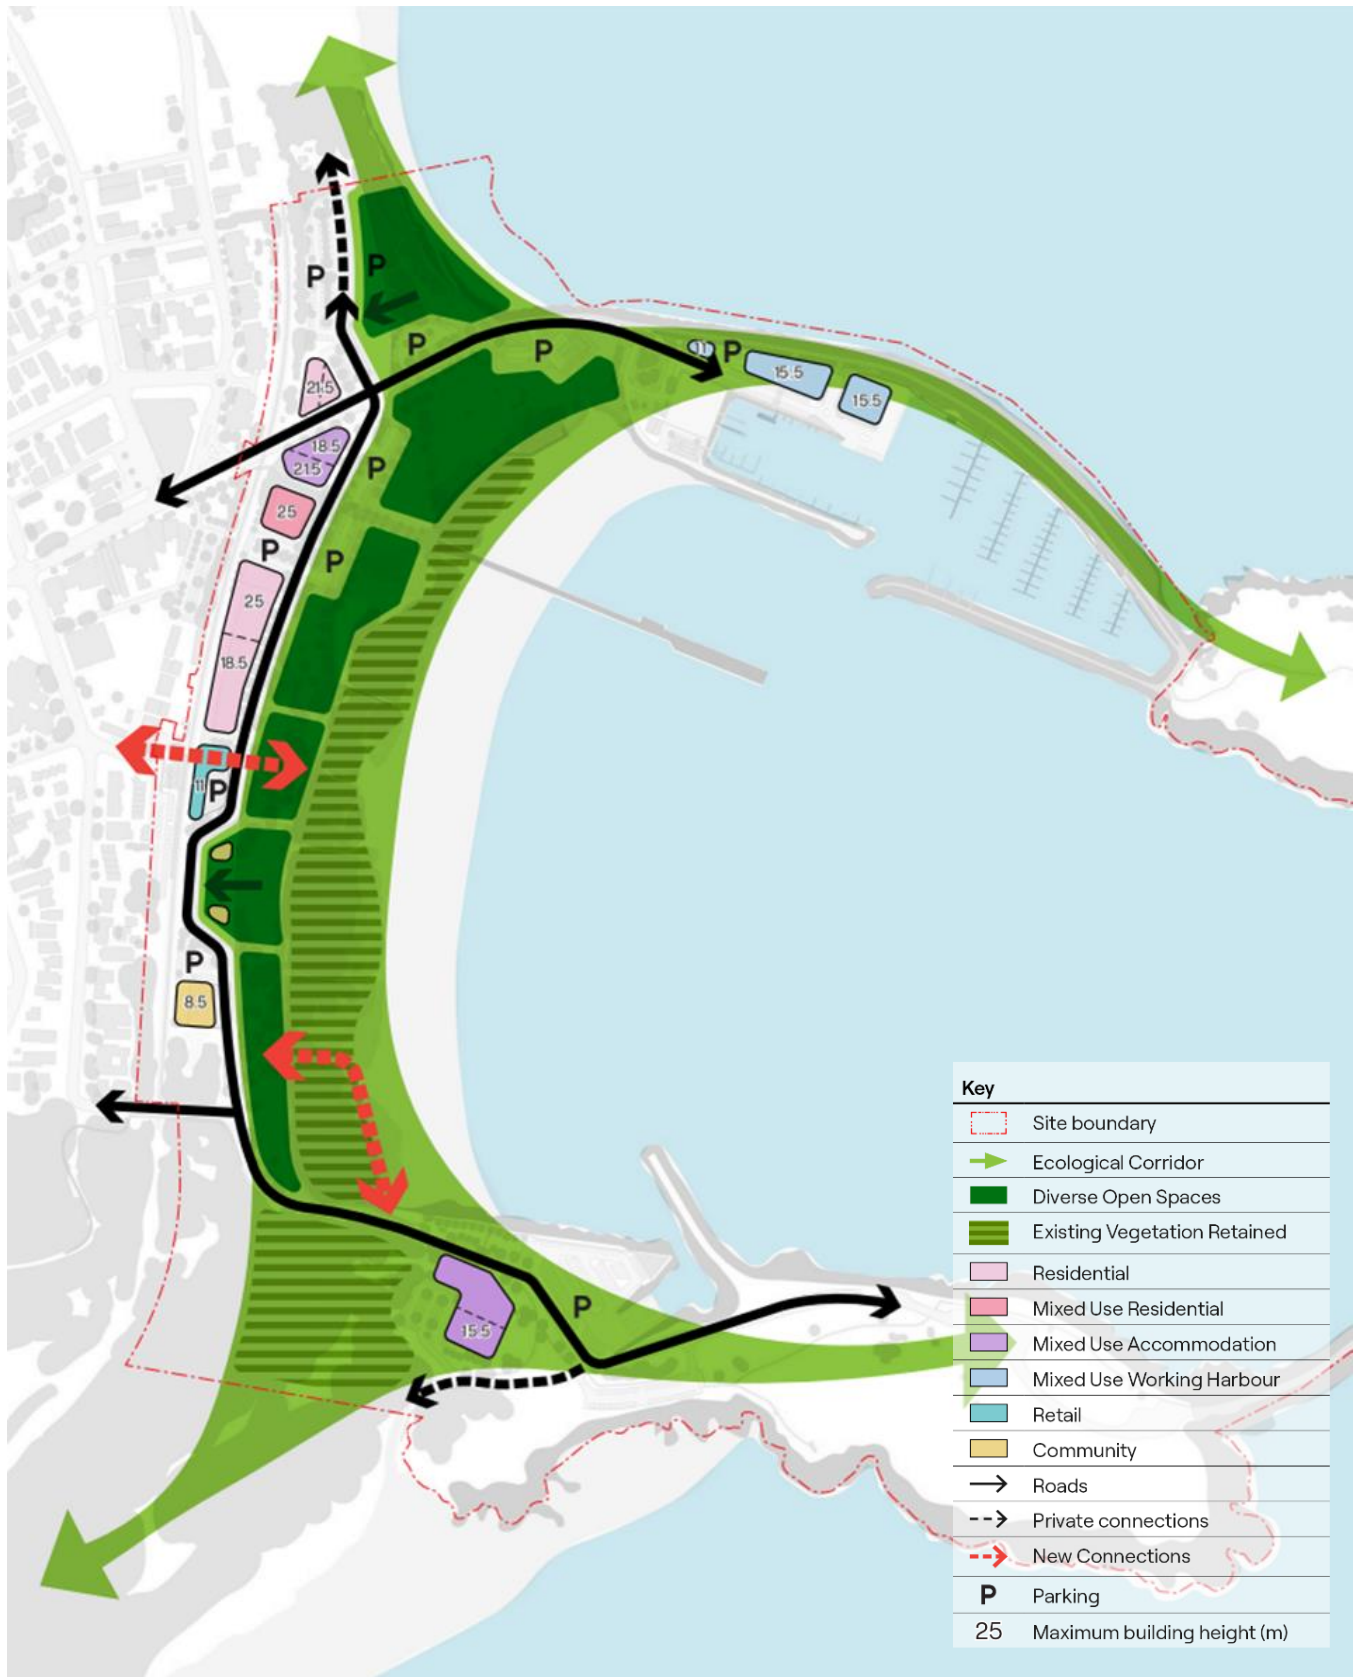 P
P
P
P
11
P
15.5
15.5
21.5
18.5
21.5
P
25
P
P
25
18.5
11
P
P
8.5
P
15.5
Key
Site boundary
Ecological Corridor
Diverse Open Spaces
Existing Vegetation Retained
Residential
Mixed Use Residential
Mixed Use Accommodation
Mixed Use Working Harbour
Retail
Community
Roads
Private connections
New Connections
P Parking
25 Maximum building height (m)